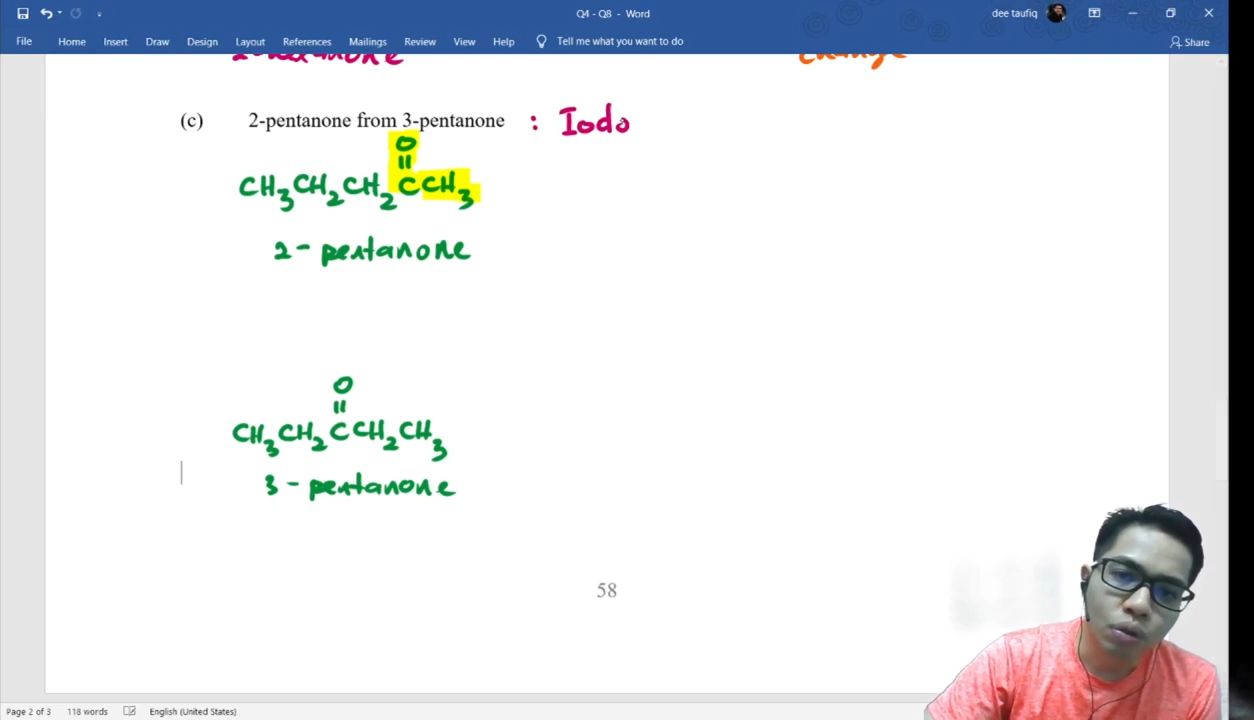 Q4 - Q8 - Word
dee taufiq
File Home Insert Draw Design Layout References Mailings Review View Help Tell me what you want to do Share
change
(c) 2-pentanone from 3-pentanone : Iodo
O
CH3CH2CH2CCH3
2 - pentanone
O
CH3CH2CCH2CH3
3 - pentanone
58
Page 2 of 3 118 words English (United States)